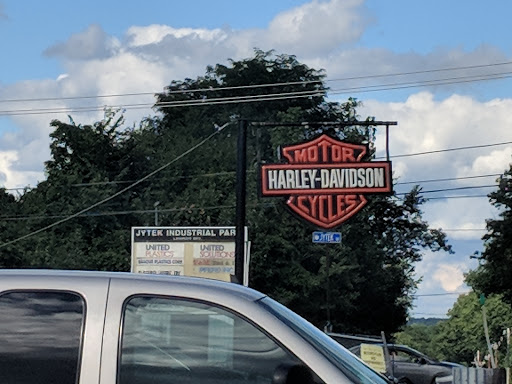 MOTOR
HARLEY-DAVIDSON
CYCLES
JYTEK
JYTEK INDUSTRIAL PARK
UNITED
PLASTICS
UNITED
SOLUTIONS